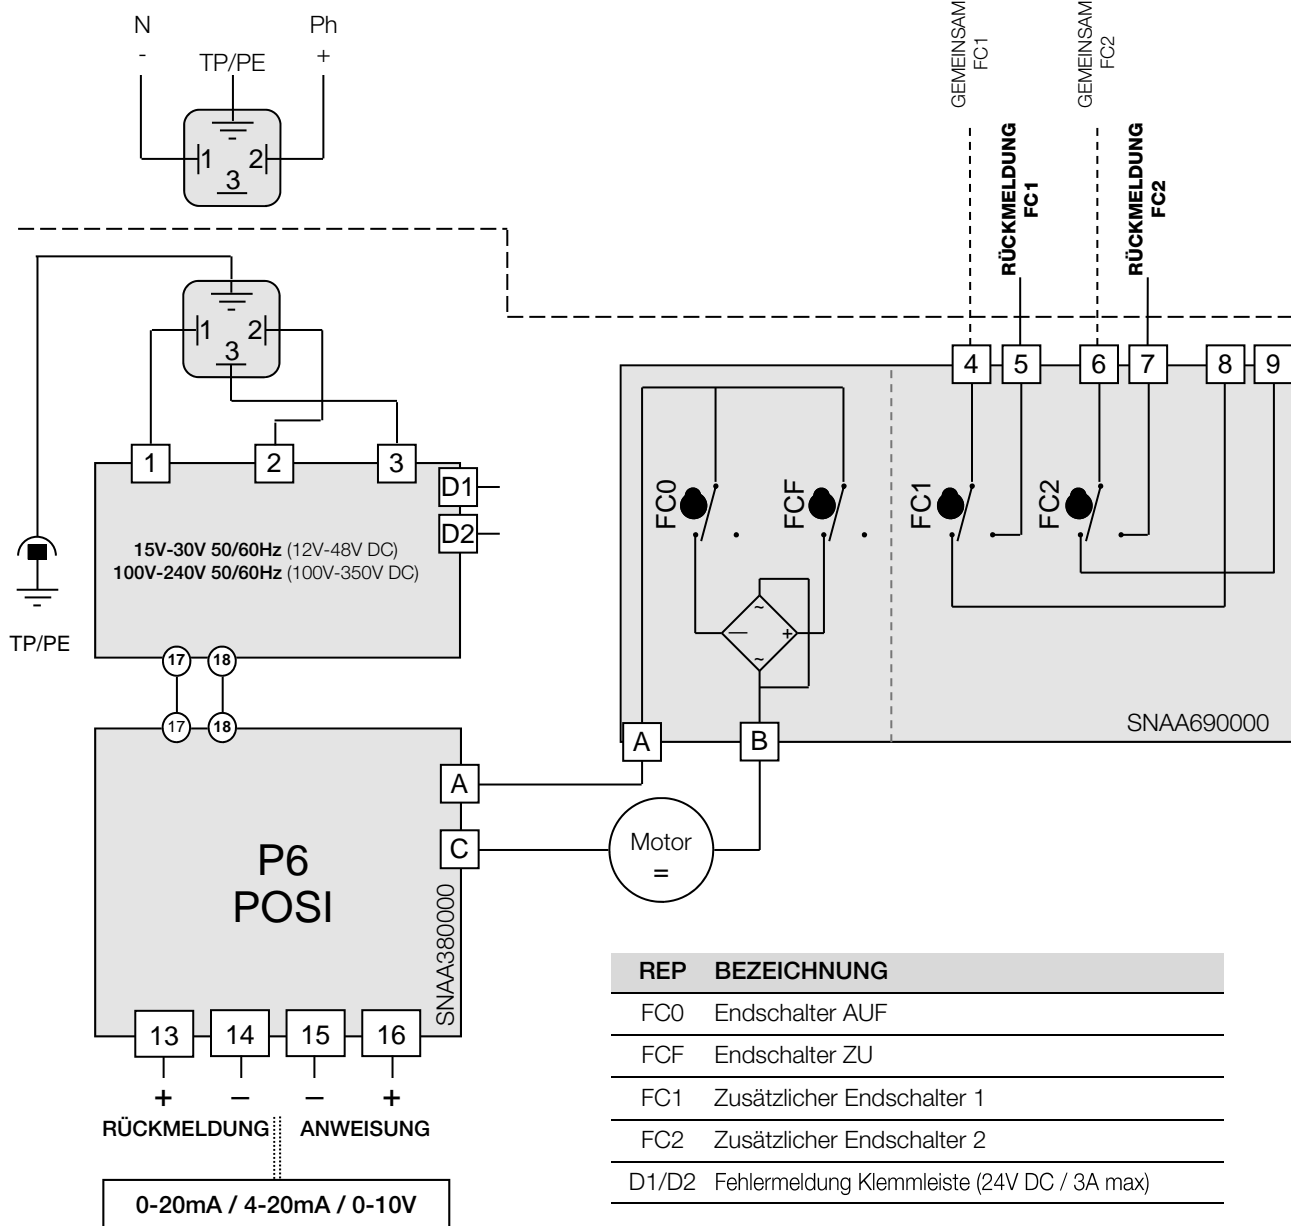 N
Ph
-
TP/PE
+
1
2
3
GEMEINSAM
FC1
RÜCKMELDUNG
FC1
GEMEINSAM
FC2
RÜCKMELDUNG
FC2
1
2
3
4
5
6
7
8
9
1
2
3
D1
D2
15V-30V 50/60Hz (12V-48V DC)
100V-240V 50/60Hz (100V-350V DC)
TP/PE
FC0
FCF
FC1
FC2
~
—
+
~
17
18
17
18
SNAA690000
A
B
A
C
Motor
=
P6
POSI
SNAA380000
13
14
15
16
+
–
–
+
RÜCKMELDUNG
ANWEISUNG
0-20mA / 4-20mA / 0-10V
REP BEZEICHNUNG
FC0 Endschalter AUF
FCF Endschalter ZU
FC1 Zusätzlicher Endschalter 1
FC2 Zusätzlicher Endschalter 2
D1/D2 Fehlermeldung Klemmleiste (24V DC / 3A max)